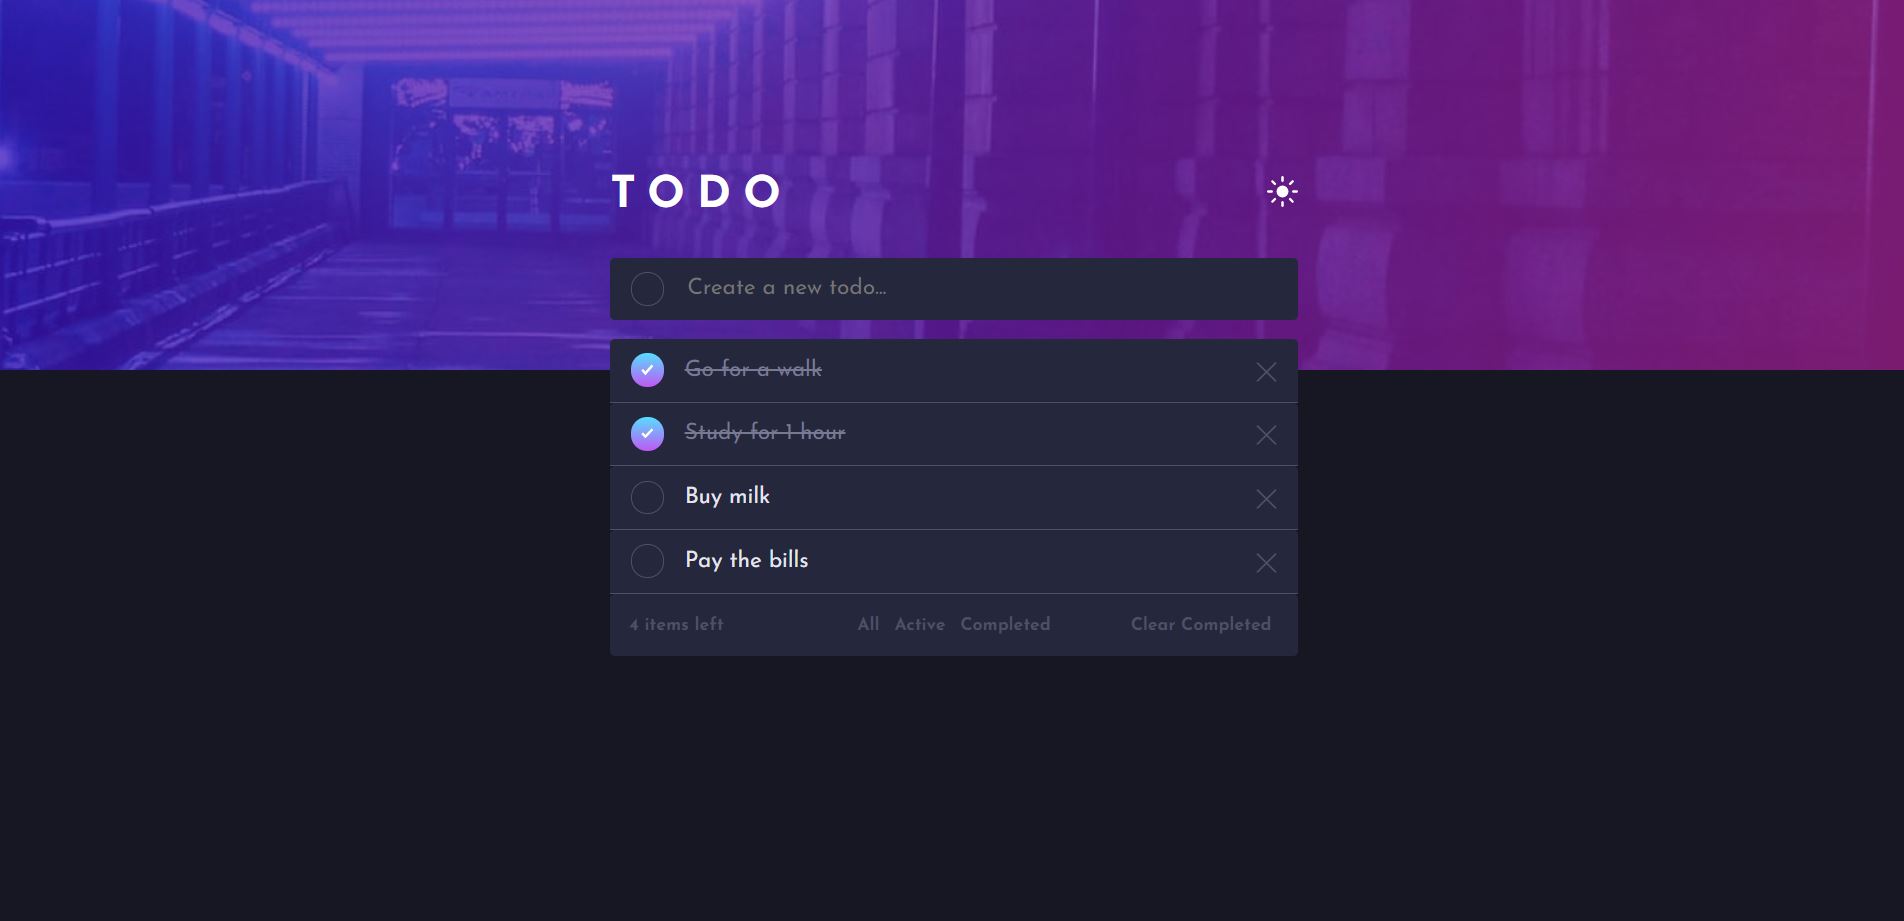 TODO
Create a new todo...
Go for a walk
Study for 1 hour
Buy milk
Pay the bills
4 items left All Active Completed Clear Completed